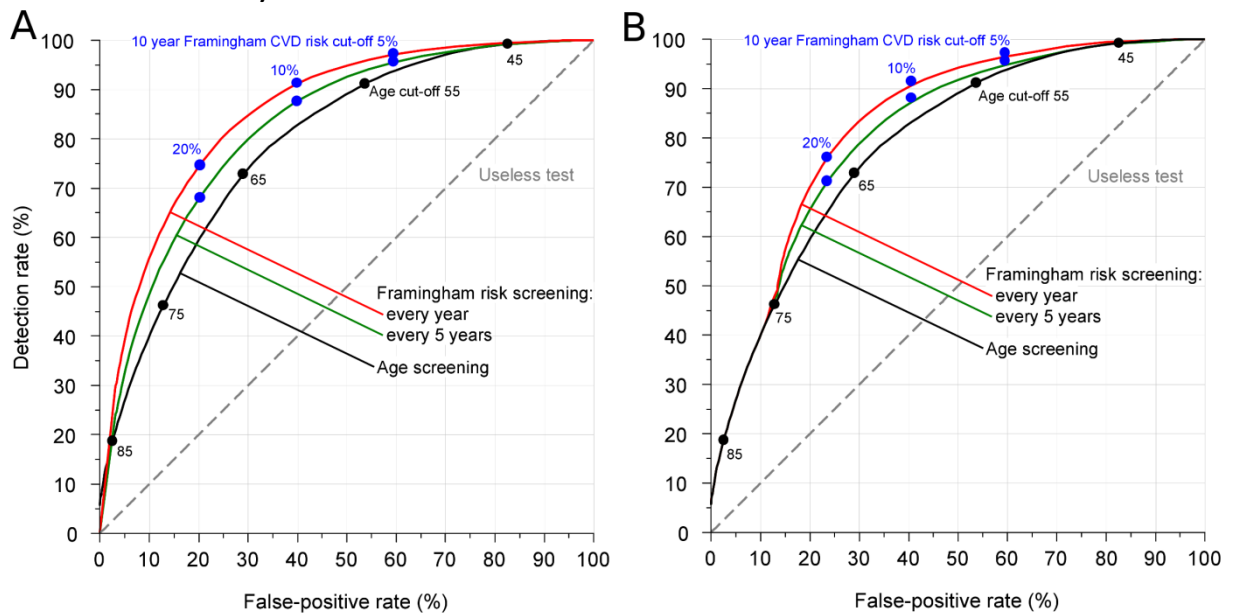 A
10 year Framingham CVD risk cut-off 5%
10%
20%
45
Age cut-off 55
65
75
85
Useless test
Framingham risk screening:
every year
every 5 years
Age screening
Detection rate (%)
100
90
80
70
60
50
40
30
20
10
0
0 10 20 30 40 50 60 70 80 90 100
False-positive rate (%)
B
10 year Framingham CVD risk cut-off 5%
10%
20%
45
Age cut-off 55
65
75
85
Useless test
Framingham risk screening:
every year
every 5 years
Age screening
100
90
80
70
60
50
40
30
20
10
0
0 10 20 30 40 50 60 70 80 90 100
False-positive rate (%)